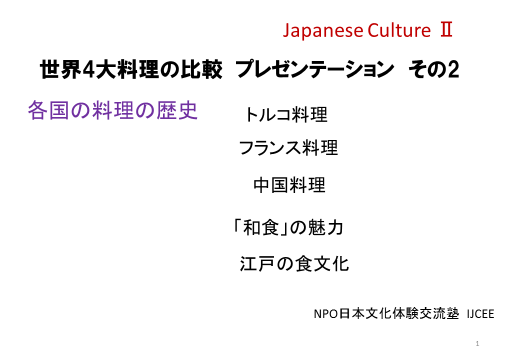 Japanese Culture Ⅱ
世界4大料理の比較 プレゼンテーション その2
各国の料理の歴史
トルコ料理
フランス料理
中国料理
「和食」の魅力
江戸の食文化
NPO日本文化体験交流塾 IJCEE
1